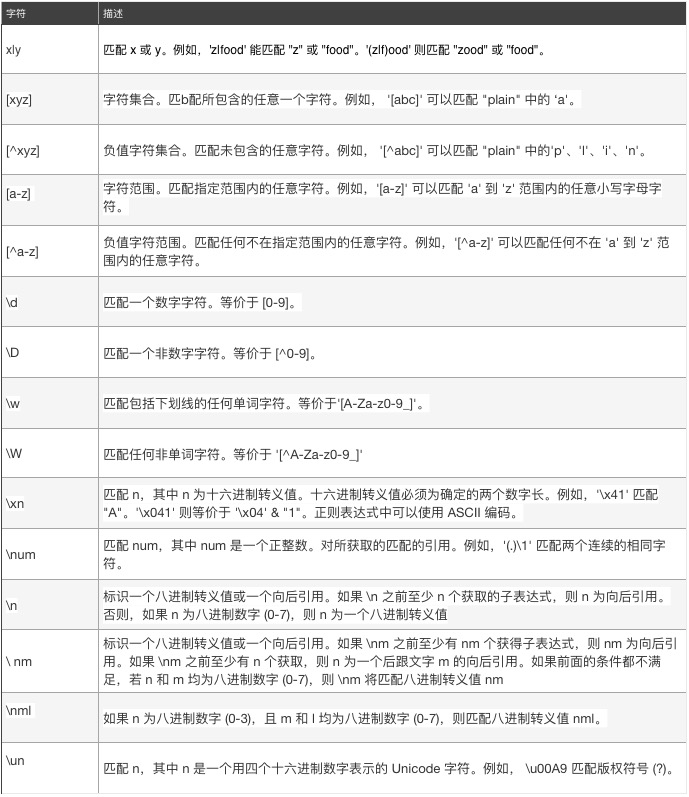 字符 描述
xly 匹配 x 或 y。例如，'zlfood' 能匹配 "z" 或 "food"。'(zlf)ood' 则匹配 "zood" 或 "food"。
[xyz] 字符集合。匹b配所包含的任意一个字符。例如， '[abc]' 可以匹配 "plain" 中的 'a'。
[^xyz] 负值字符集合。匹配未包含的任意字符。例如， '[^abc]' 可以匹配 "plain" 中的'p'、'l'、'i'、'n'。
[a-z] 字符范围。匹配指定范围内的任意字符。例如，'[a-z]' 可以匹配 'a' 到 'z' 范围内的任意小写字母字
符。
[^a-z] 负值字符范围。匹配任何不在指定范围内的任意字符。例如，'[^a-z]' 可以匹配任何不在 'a' 到 'z' 范
围内的任意字符。
\d 匹配一个数字字符。等价于 [0-9]。
\D 匹配一个非数字字符。等价于 [^0-9]。
\w 匹配包括下划线的任何单词字符。等价于'[A-Za-z0-9_]'。
\W 匹配任何非单词字符。等价于 '[^A-Za-z0-9_]'
\xn 匹配 n，其中 n 为十六进制转义值。十六进制转义值必须为确定的两个数字长。例如，'\x41' 匹配
"A"。'\x041' 则等价于 '\x04' & "1"。正则表达式中可以使用 ASCII 编码。
\num 匹配 num，其中 num 是一个正整数。对所获取的匹配的引用。例如，'(.)\1' 匹配两个连续的相同字
符。
\n 标识一个八进制转义值或一个向后引用。如果 \n 之前至少 n 个获取的子表达式，则 n 为向后引用。
否则，如果 n 为八进制数字 (0-7)，则 n 为一个八进制转义值
\ nm 标识一个八进制转义值或一个向后引用。如果 \nm 之前至少有 nm 个获得子表达式，则 nm 为向后引
用。如果 \nm 之前至少有 n 个获取，则 n 为一个后跟文字 m 的向后引用。如果前面的条件都不满
足，若 n 和 m 均为八进制数字 (0-7)，则 \nm 将匹配八进制转义值 nm
\nml 如果 n 为八进制数字 (0-3)，且 m 和 l 均为八进制数字 (0-7)，则匹配八进制转义值 nml。
\un 匹配 n，其中 n 是一个用四个十六进制数字表示的 Unicode 字符。例如， \u00A9 匹配版权符号 (?)。